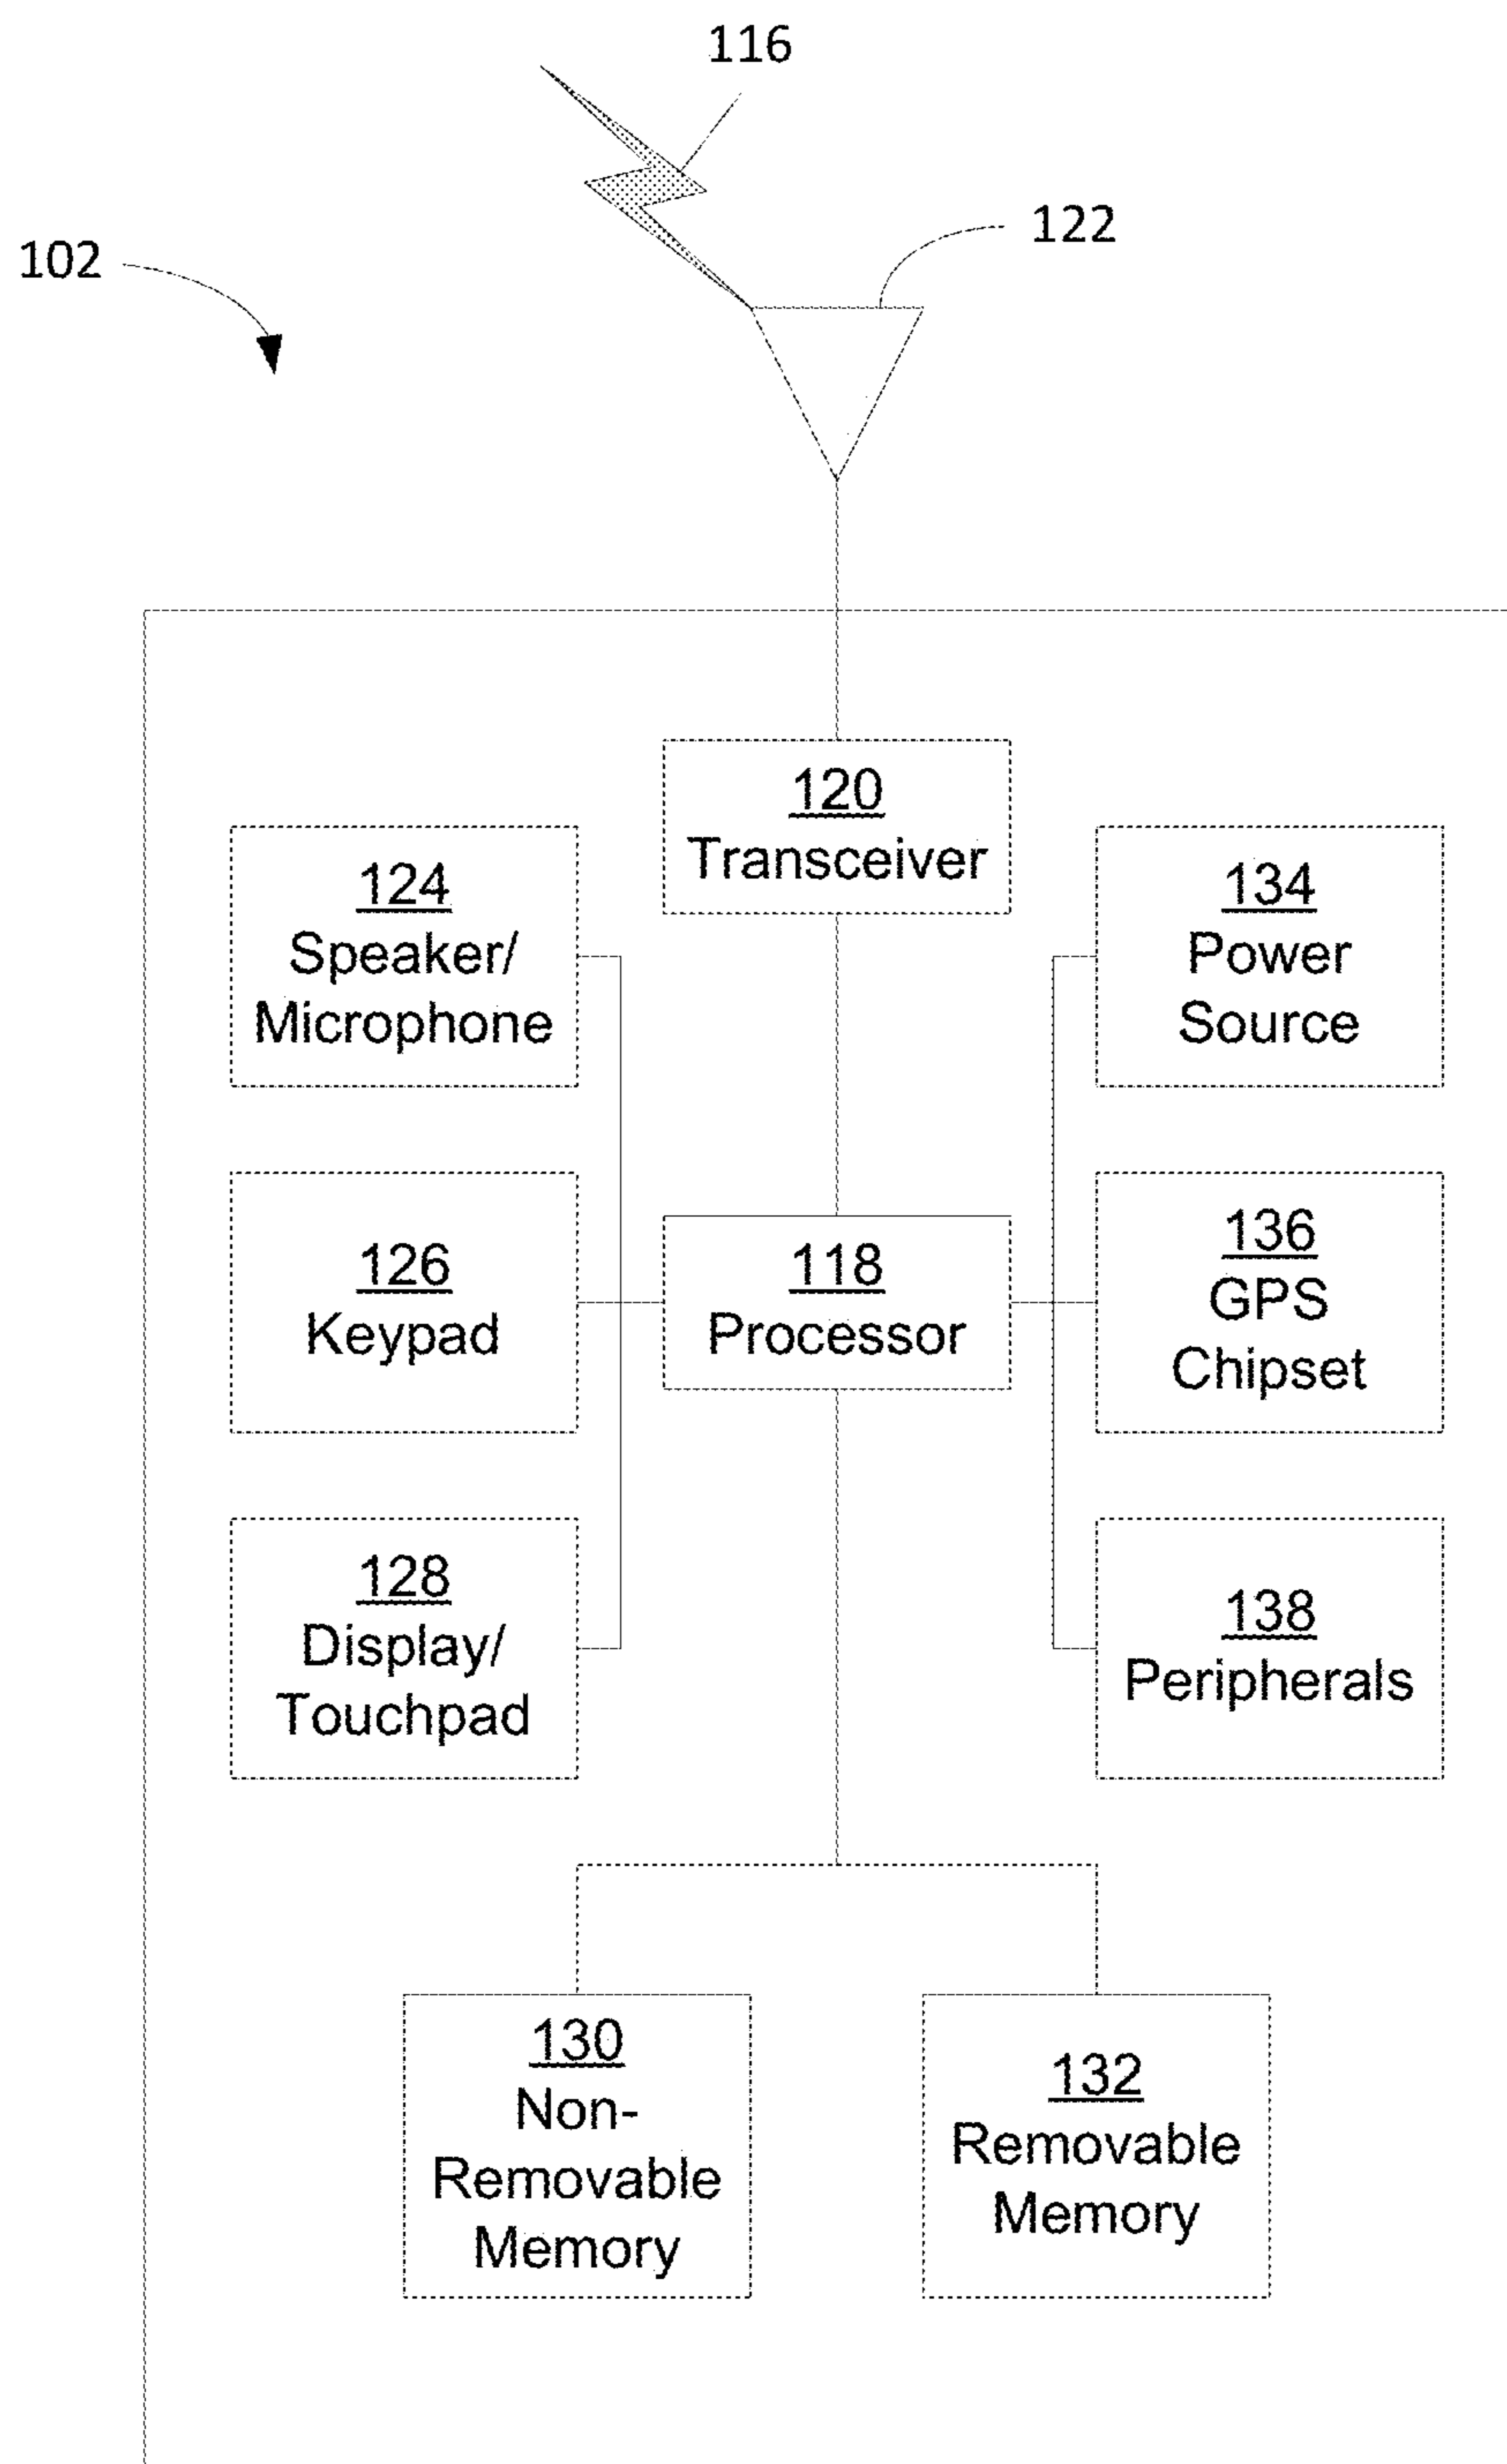 116
122
102
120
Transceiver
124
Speaker/
Microphone
134
Power
Source
126
Keypad
118
Processor
136
GPS
Chipset
128
Display/
Touchpad
138
Peripherals
130
Non-
Removable
Memory
132
Removable
Memory